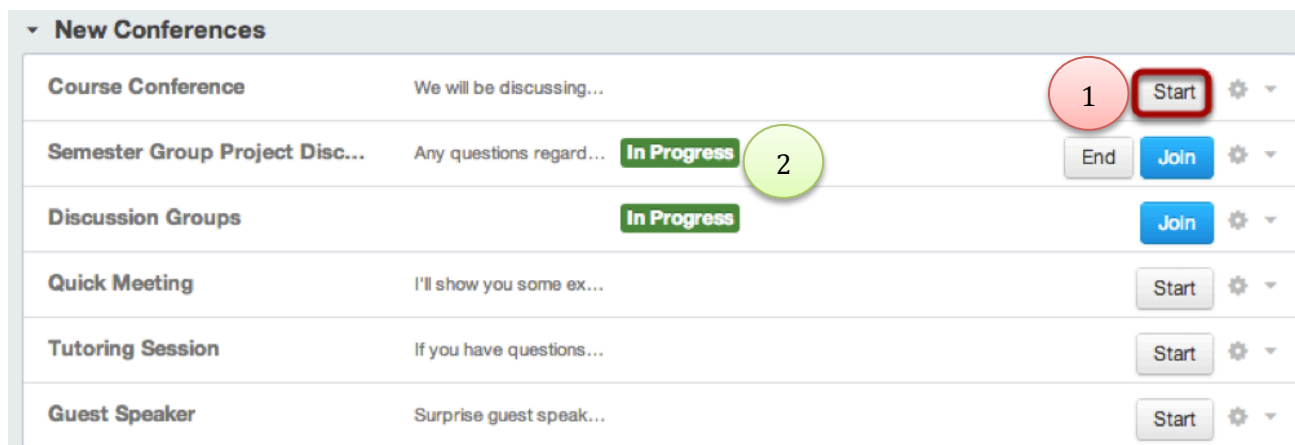 New Conferences
Course Conference We will be discussing... 1 Start
Semester Group Project Disc... Any questions regard... In Progress 2 End Join
Discussion Groups In Progress Join
Quick Meeting I'll show you some ex... Start
Tutoring Session If you have questions... Start
Guest Speaker Surprise guest speak... Start